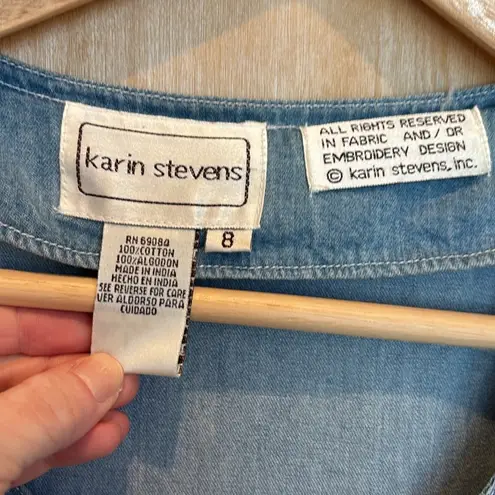 karin stevens
ALL RIGHTS RESERVED
IN FABRIC AND / OR
EMBROIDERY DESIGN
© karin stevens, inc.
8
RN 69084
100%COTTON
100%ALGODON
MADE IN INDIA
HECHO EN INDIA
SEE REVERSE FOR CARE
VER ALDORSO PARA
CUIDADO